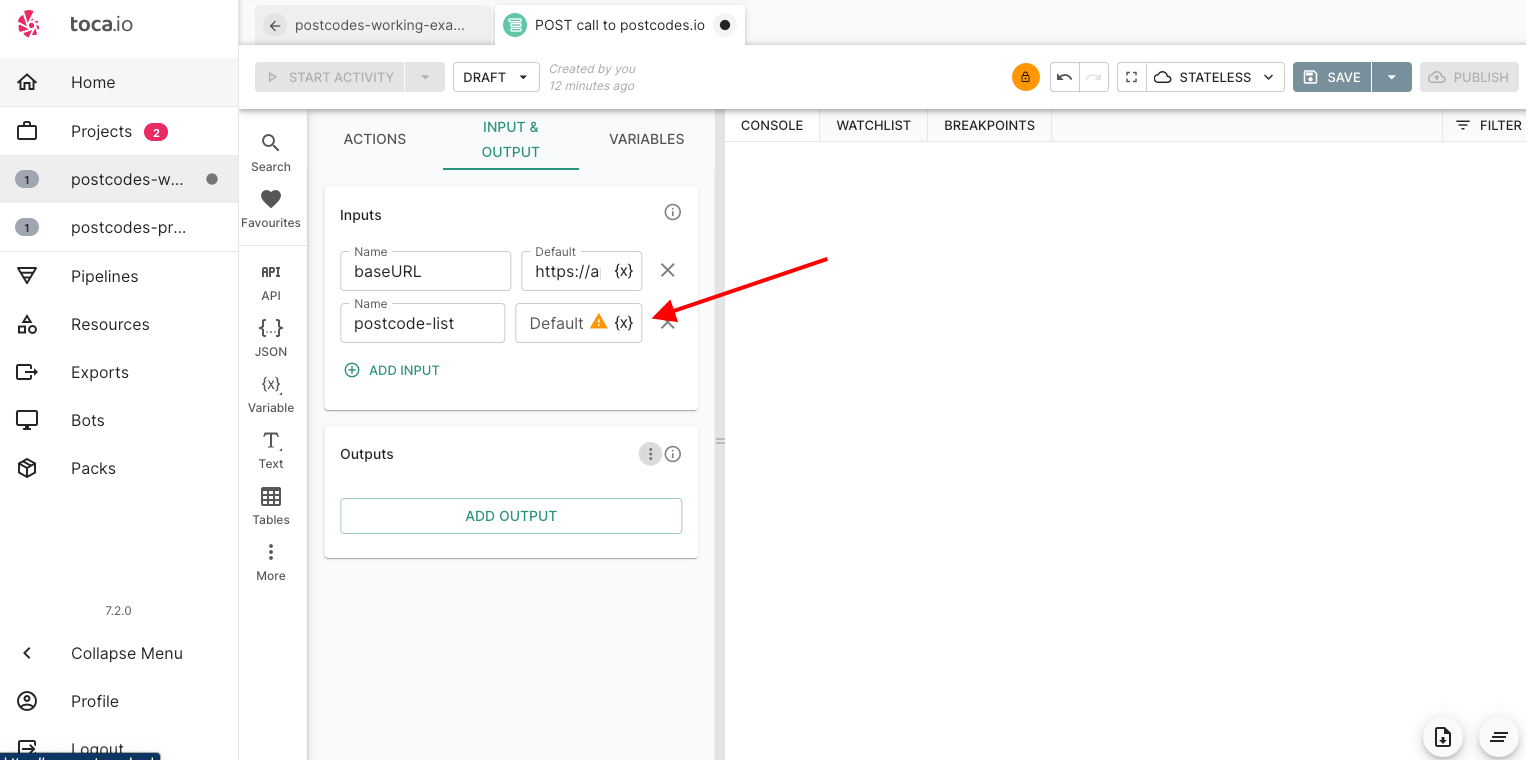 toca.io
postcodes-working-exa...
POST call to postcodes.io
START ACTIVITY
DRAFT
Created by you
12 minutes ago
STATELESS
SAVE
PUBLISH
Home
Projects 2
1 postcodes-w...
1 postcodes-pr...
Pipelines
Resources
Exports
Bots
Packs
7.2.0
Collapse Menu
Profile
Logout
Search
Favourites
API
API
{...}
JSON
{x}
Variable
T
Text
Tables
More
ACTIONS
INPUT &
OUTPUT
VARIABLES
Inputs
Name
baseURL
Default
https://a
{x}
Name
postcode-list
Default
{x}
ADD INPUT
Outputs
ADD OUTPUT
CONSOLE
WATCHLIST
BREAKPOINTS
FILTER